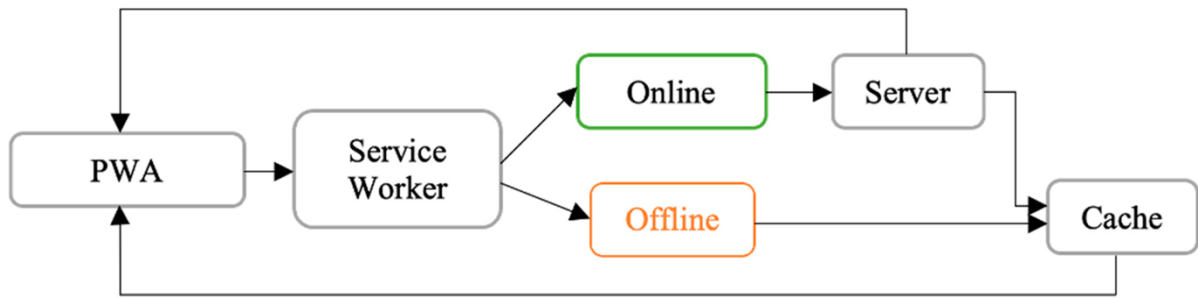 PWA
Service
Worker
Online
Offline
Server
Cache